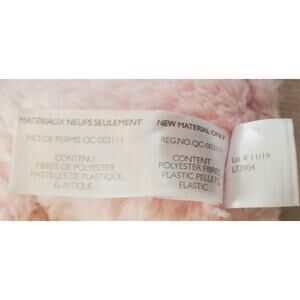 MATÉRIAUX NEUFS SEULEMENT
NO. DE PERMIS QC-003111
CONTENU
FIBRES DE POLYESTER,
PASTILLES DE PLASTIQUE,
ÉLASTIQUE
NEW MATERIAL ONLY
REG.NO.QC-003111
CONTENT
POLYESTER FIBRES,
PLASTIC PELLETS,
ELASTIC
Lot # 11/19
L73904